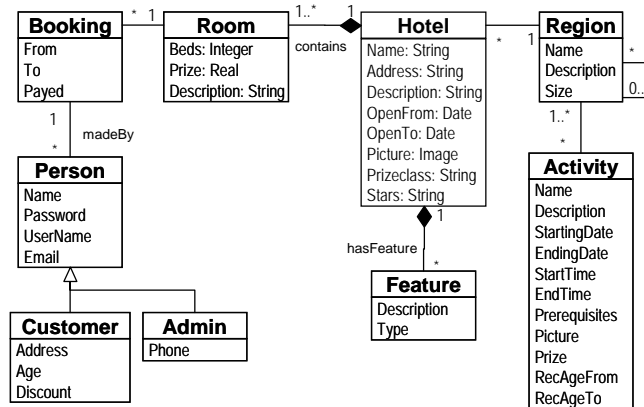 Booking
From
To
Payed
* 1
Room
Beds: Integer
Prize: Real
Description: String
1..* 1
contains
Hotel
Name: String
Address: String
Description: String
OpenFrom: Date
OpenTo: Date
Picture: Image
Prizeclass: String
Stars: String
* 1
Region
Name
Description
Size
*
0..
1
madeBy
*
Person
Name
Password
UserName
Email
Customer
Address
Age
Discount
Admin
Phone
1
hasFeature
*
Feature
Description
Type
1..*
*
Activity
Name
Description
StartingDate
EndingDate
StartTime
EndTime
Prerequisites
Picture
Prize
RecAgeFrom
RecAgeTo